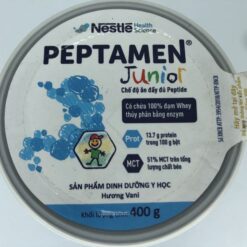 Nestlé Health Science
PEPTAMEN®
Junior
Chế độ ăn đầy đủ Peptide
Có chứa 100% đạm Whey
thủy phân bằng enzym
Prot
13.7 g protein
trong 100 g bột
MCT
51% MCT trên tổng
lượng chất béo
SẢN PHẨM DINH DƯỠNG Y HỌC
Hương Vani
Khối lượng 400 g